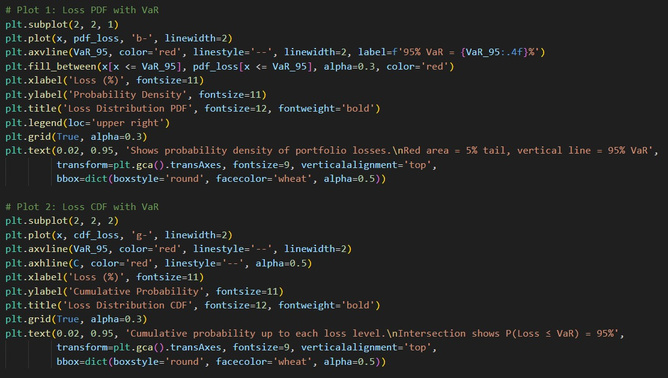 # Plot 1: Loss PDF with VaR
plt.subplot(2, 2, 1)
plt.plot(x, pdf_loss, 'b-', linewidth=2)
plt.axvline(VaR_95, color='red', linestyle='--', linewidth=2, label=f'95% VaR = {VaR_95:.4f}%')
plt.fill_between(x[x <= VaR_95], pdf_loss[x <= VaR_95], alpha=0.3, color='red')
plt.xlabel('Loss (%)', fontsize=11)
plt.ylabel('Probability Density', fontsize=11)
plt.title('Loss Distribution PDF', fontsize=12, fontweight='bold')
plt.legend(loc='upper right')
plt.grid(True, alpha=0.3)
plt.text(0.02, 0.95, 'Shows probability density of portfolio losses.\nRed area = 5% tail, vertical line = 95% VaR',
transform=plt.gca().transAxes, fontsize=9, verticalalignment='top',
bbox=dict(boxstyle='round', facecolor='wheat', alpha=0.5))
# Plot 2: Loss CDF with VaR
plt.subplot(2, 2, 2)
plt.plot(x, cdf_loss, 'g-', linewidth=2)
plt.axvline(VaR_95, color='red', linestyle='--', linewidth=2)
plt.axhline(C, color='red', linestyle='--', alpha=0.5)
plt.xlabel('Loss (%)', fontsize=11)
plt.ylabel('Cumulative Probability', fontsize=11)
plt.title('Loss Distribution CDF', fontsize=12, fontweight='bold')
plt.grid(True, alpha=0.3)
plt.text(0.02, 0.95, 'Cumulative probability up to each loss level.\nIntersection shows P(Loss ≤ VaR) = 95%',
transform=plt.gca().transAxes, fontsize=9, verticalalignment='top',
bbox=dict(boxstyle='round', facecolor='wheat', alpha=0.5))